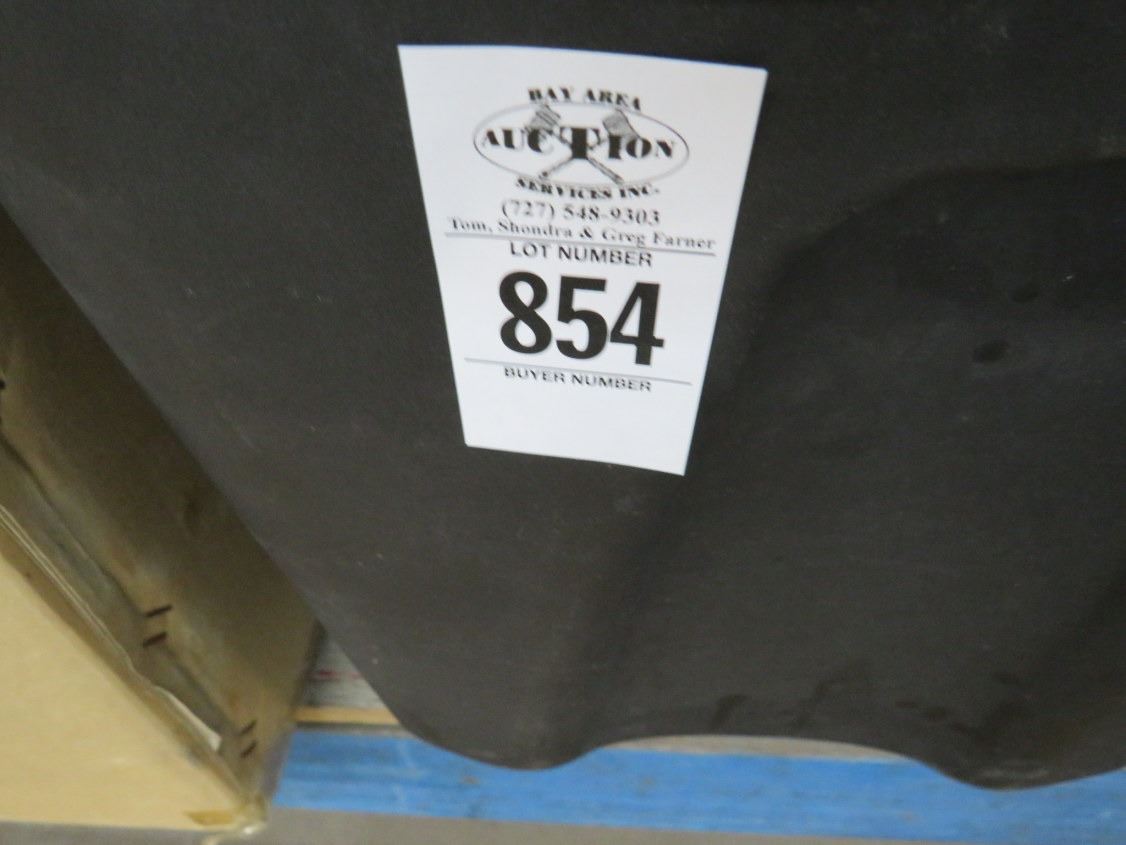 BAY AREA
AUCTION
SERVICES INC.
(727) 548-9303
Tom, Shondra & Greg Farner
LOT NUMBER
854
BUYER NUMBER